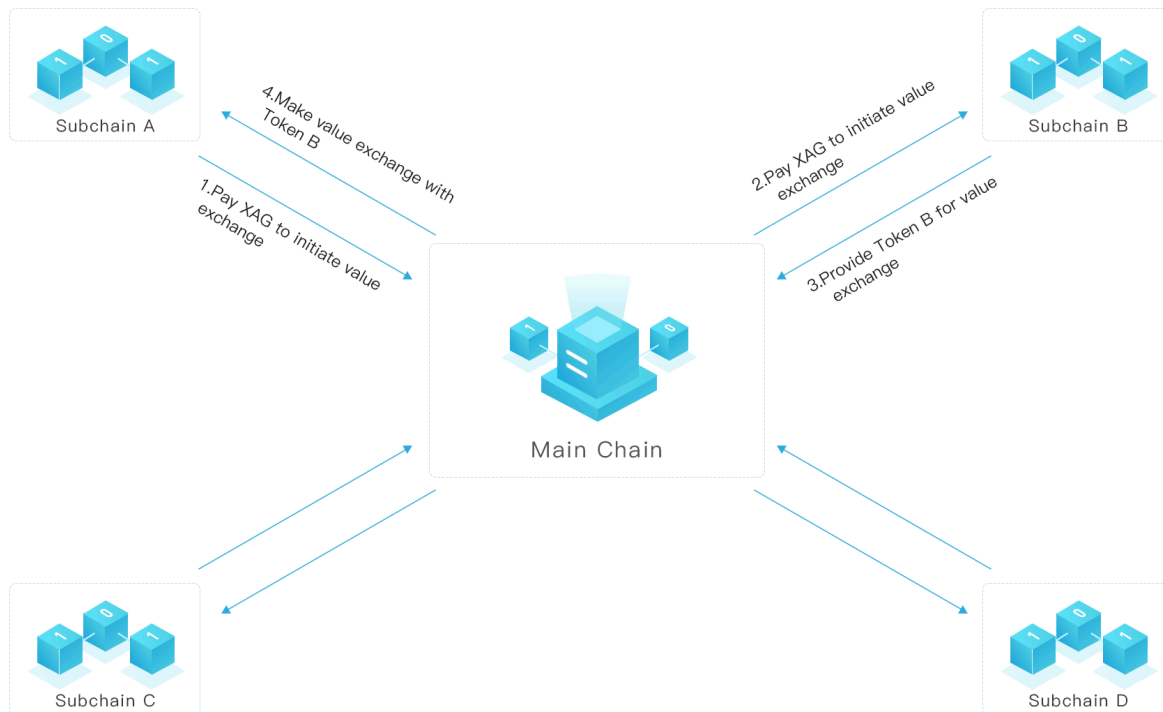 1
0
1
Subchain A
1
0
1
Subchain B
4.Make value exchange with
Token B
1.Pay XAG to initiate value
exchange
2.Pay XAG to initiate value
exchange
3.Provide Token B for value
exchange
1
0
Main Chain
1
0
1
Subchain C
1
0
1
Subchain D